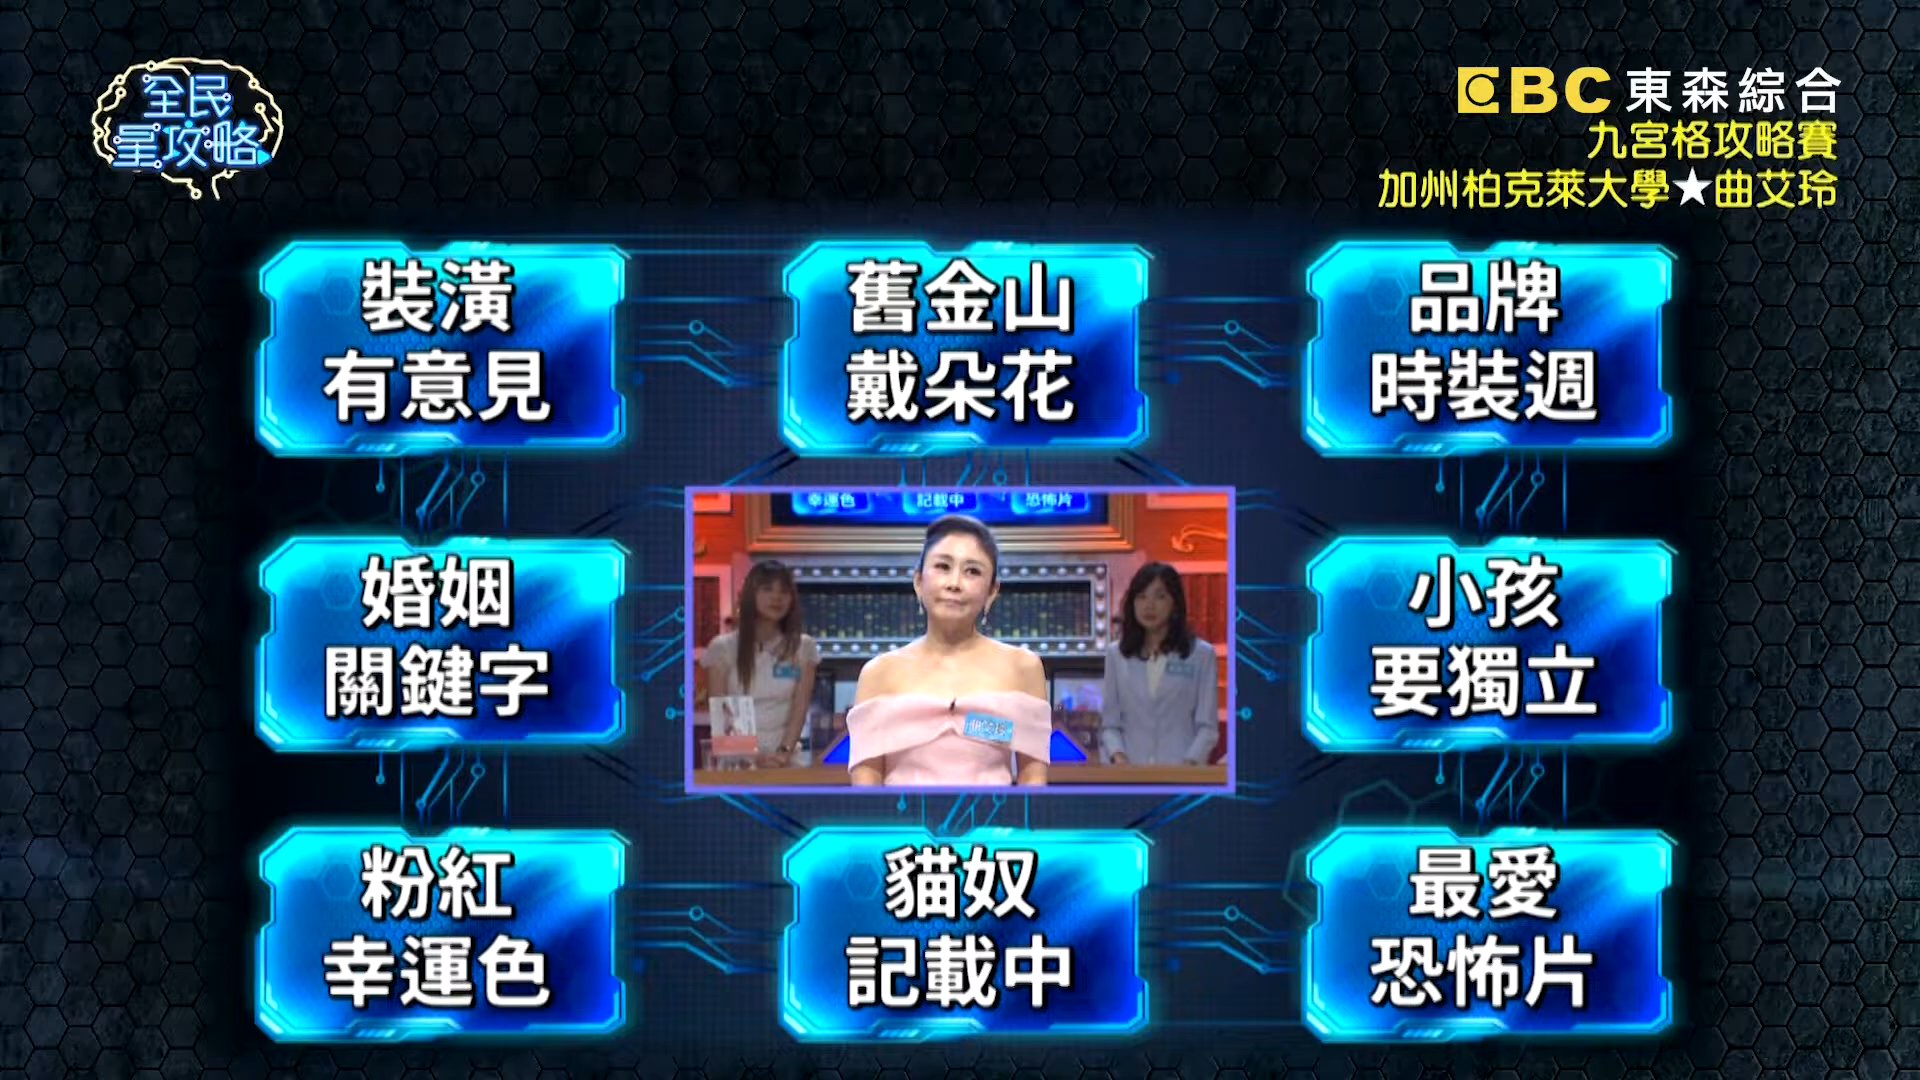 全民
星攻略
EBC 東森綜合
九宮格攻略賽
加州柏克萊大學★曲艾玲
裝潢
有意見
舊金山
戴朵花
品牌
時裝週
婚姻
關鍵字
幸運色
記載中
恐怖片
小孩
要獨立
粉紅
幸運色
貓奴
記載中
最愛
恐怖片